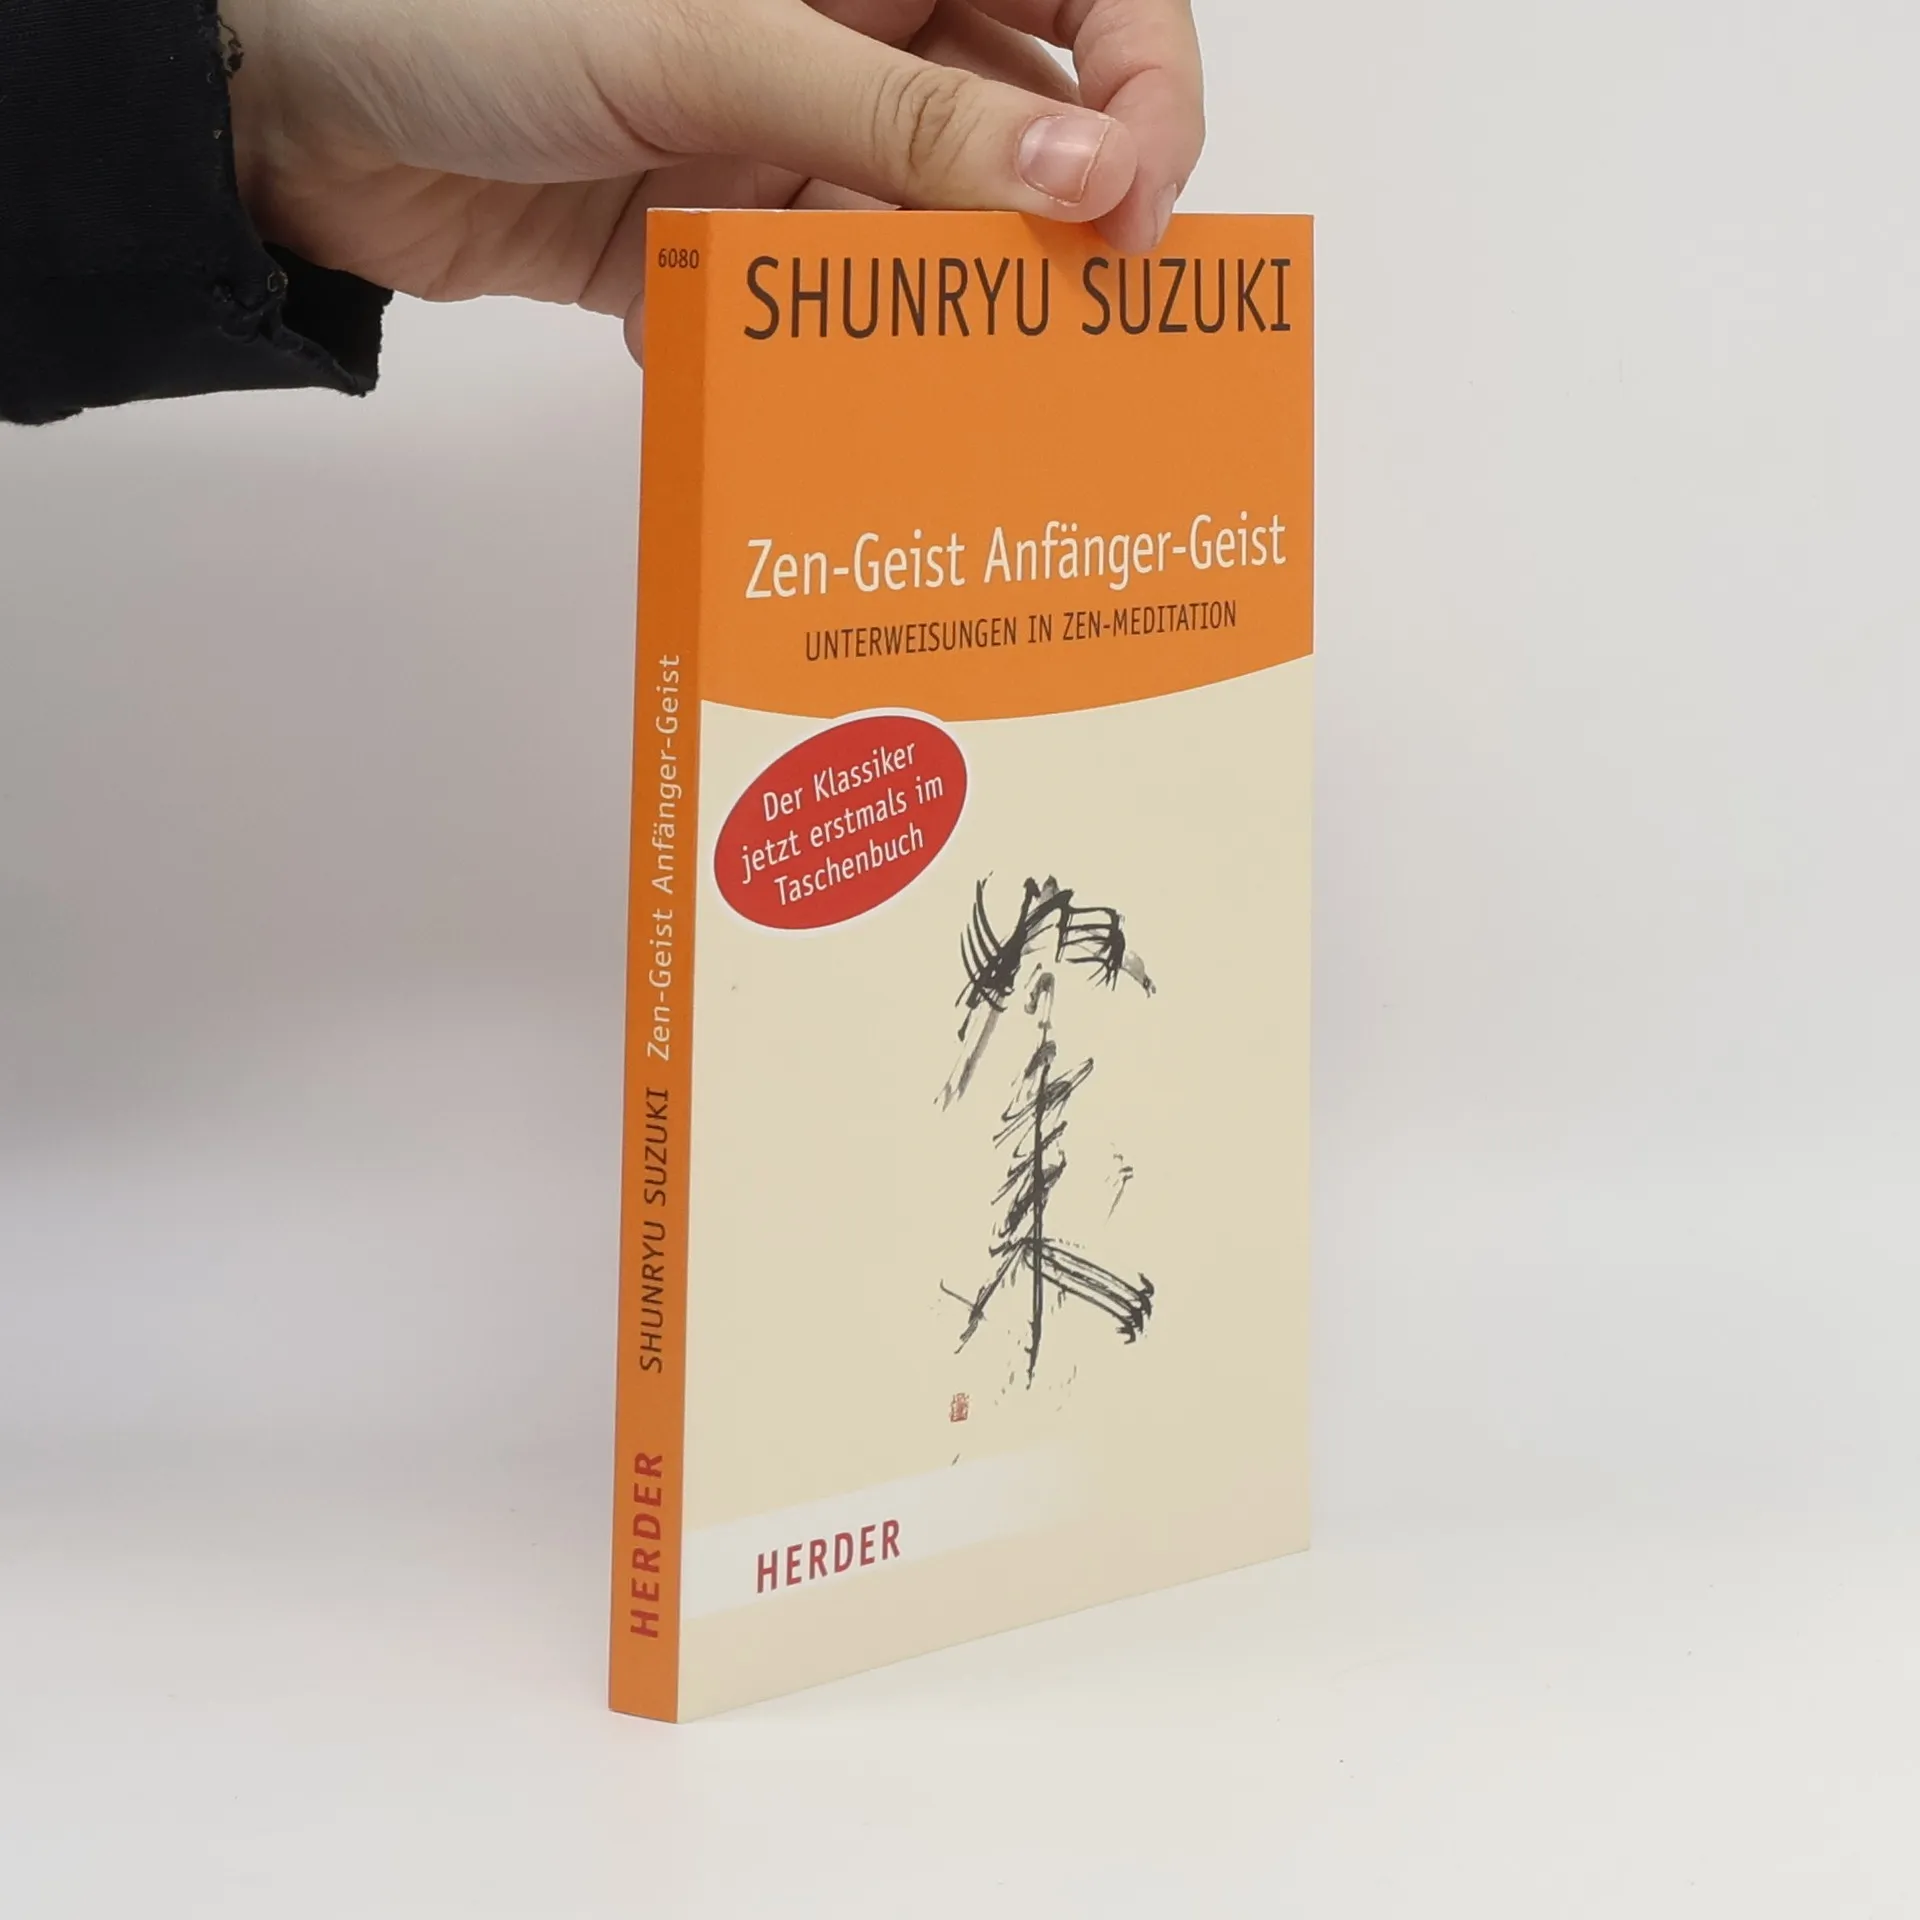 6080
SHUNRYU SUZUKI
Zen-Geist Anfänger-Geist
UNTERWEISUNGEN IN ZEN-MEDITATION
Der Klassiker
jetzt erstmals im
Taschenbuch
HERDER
HERDER SHUNRYU SUZUKI Zen-Geist Anfänger-Geist